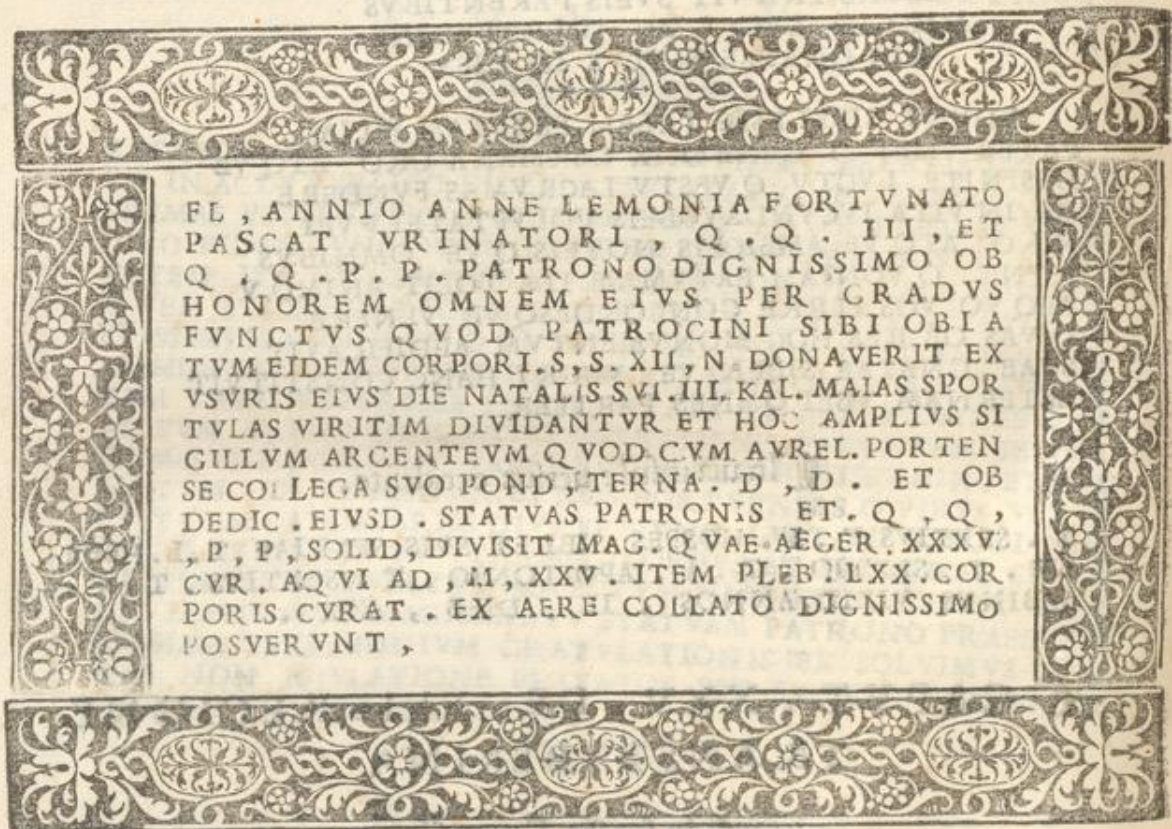 FL, ANNIO ANNE LEMONIA FORTVNATO
PASCAT VRINATORI, Q.Q. III, ET
Q.Q.P.P. PATRONO DIGNISSIMO OB
HONOREM OMNEM EIVS PER GRADVS
FVNCTVS QVOD PATROCINI SIBI OBLA
TVM EIDEM CORPORI.S,S.XII,N. DONAVERIT EX
VSVRIS EIVS DIE NATALIS SVI.III.KAL.MAIAS SPOR
TVLAS VIRITIM DIVIDANTVR ET HOC AMPLIVS SI
GILLVM ARGENTEVM QVOD CVM AVREL.PORTEN
SE COLLEGA SVO POND,TERNA. D,D. ET OB
DEDIC.EIVSD.STATVAS PATRONIS ET.Q,Q,
,P,P,SOLID,DIVISIT MAG.QVAE AEGER.XXXV.
CVR.AQVI AD,M,XXV.ITEM PLEB.LXX.COR
PORIS.CVRAT..EX AERE COLLATO DIGNISSIMO
POSVERVNT,